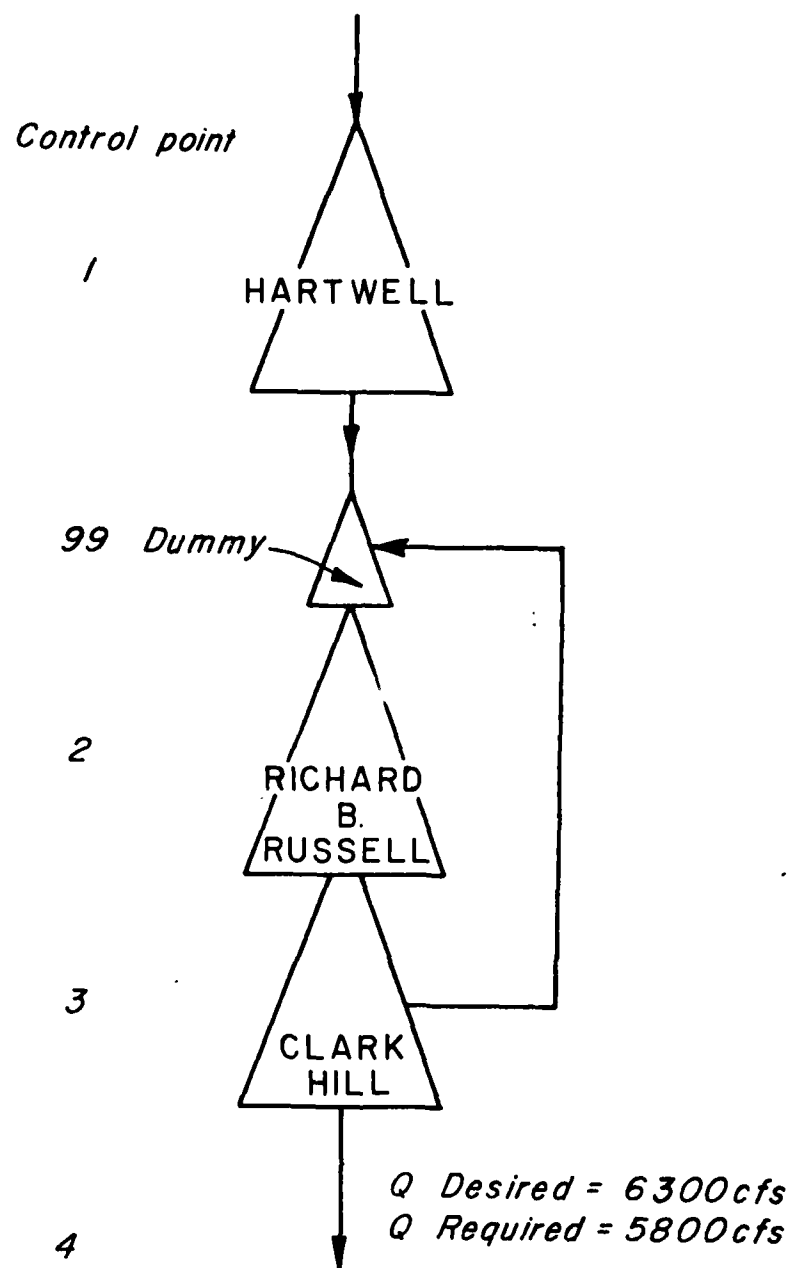 Control point
1
HARTWELL
99 Dummy
2
RICHARD
B.
RUSSELL
3
CLARK
HILL
Q Desired = 6300cfs
Q Required = 5800cfs
4